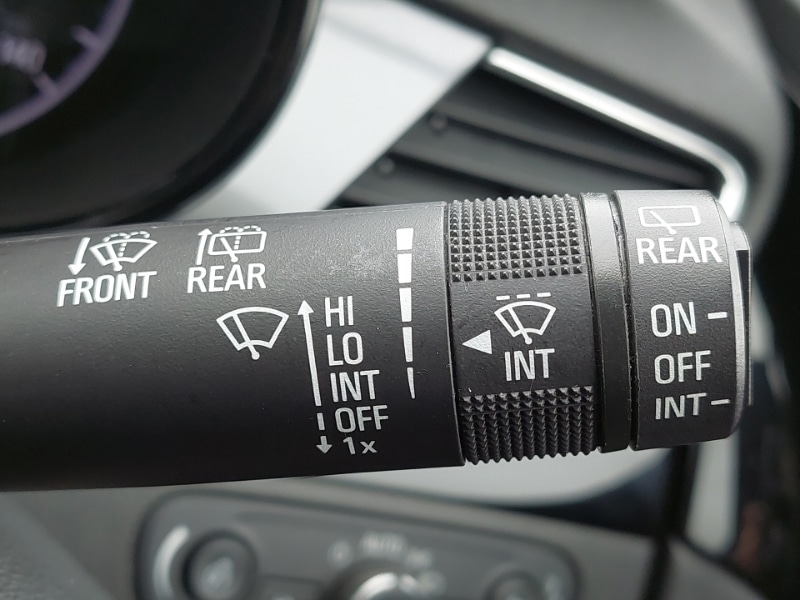 FRONT
REAR
HI
LO
INT
OFF
1x
INT
REAR
ON
OFF
INT